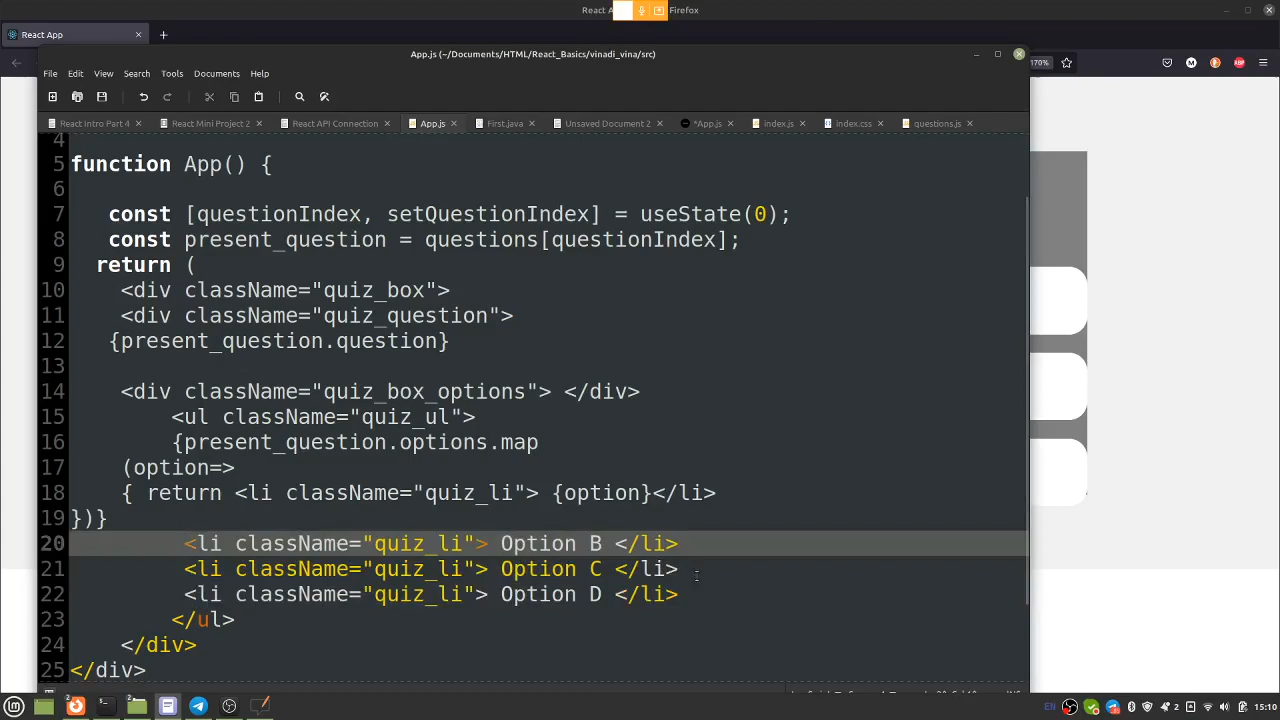 React A
Firefox
React App
170%
App.js (~/Documents/HTML/React_Basics/vinadi_vina/src)
File Edit View Search Tools Documents Help
React Intro Part 4 React Mini Project 2 React API Connection App.js First.java Unsaved Document 2 *App.js index.js index.css questions.js
4
5 function App() {
6
7 const [questionIndex, setQuestionIndex] = useState(0);
8 const present_question = questions[questionIndex];
9 return (
10 <div className="quiz_box">
11 <div className="quiz_question">
12 {present_question.question}
13
14 <div className="quiz_box_options"> </div>
15 <ul className="quiz_ul">
16 {present_question.options.map
17 (option=>
18 { return <li className="quiz_li"> {option}</li>
19 })}
20 <li className="quiz_li"> Option B </li>
21 <li className="quiz_li"> Option C </li>
22 <li className="quiz_li"> Option D </li>
23 </ul>
24 </div>
25 </div>
EN 2 15:10